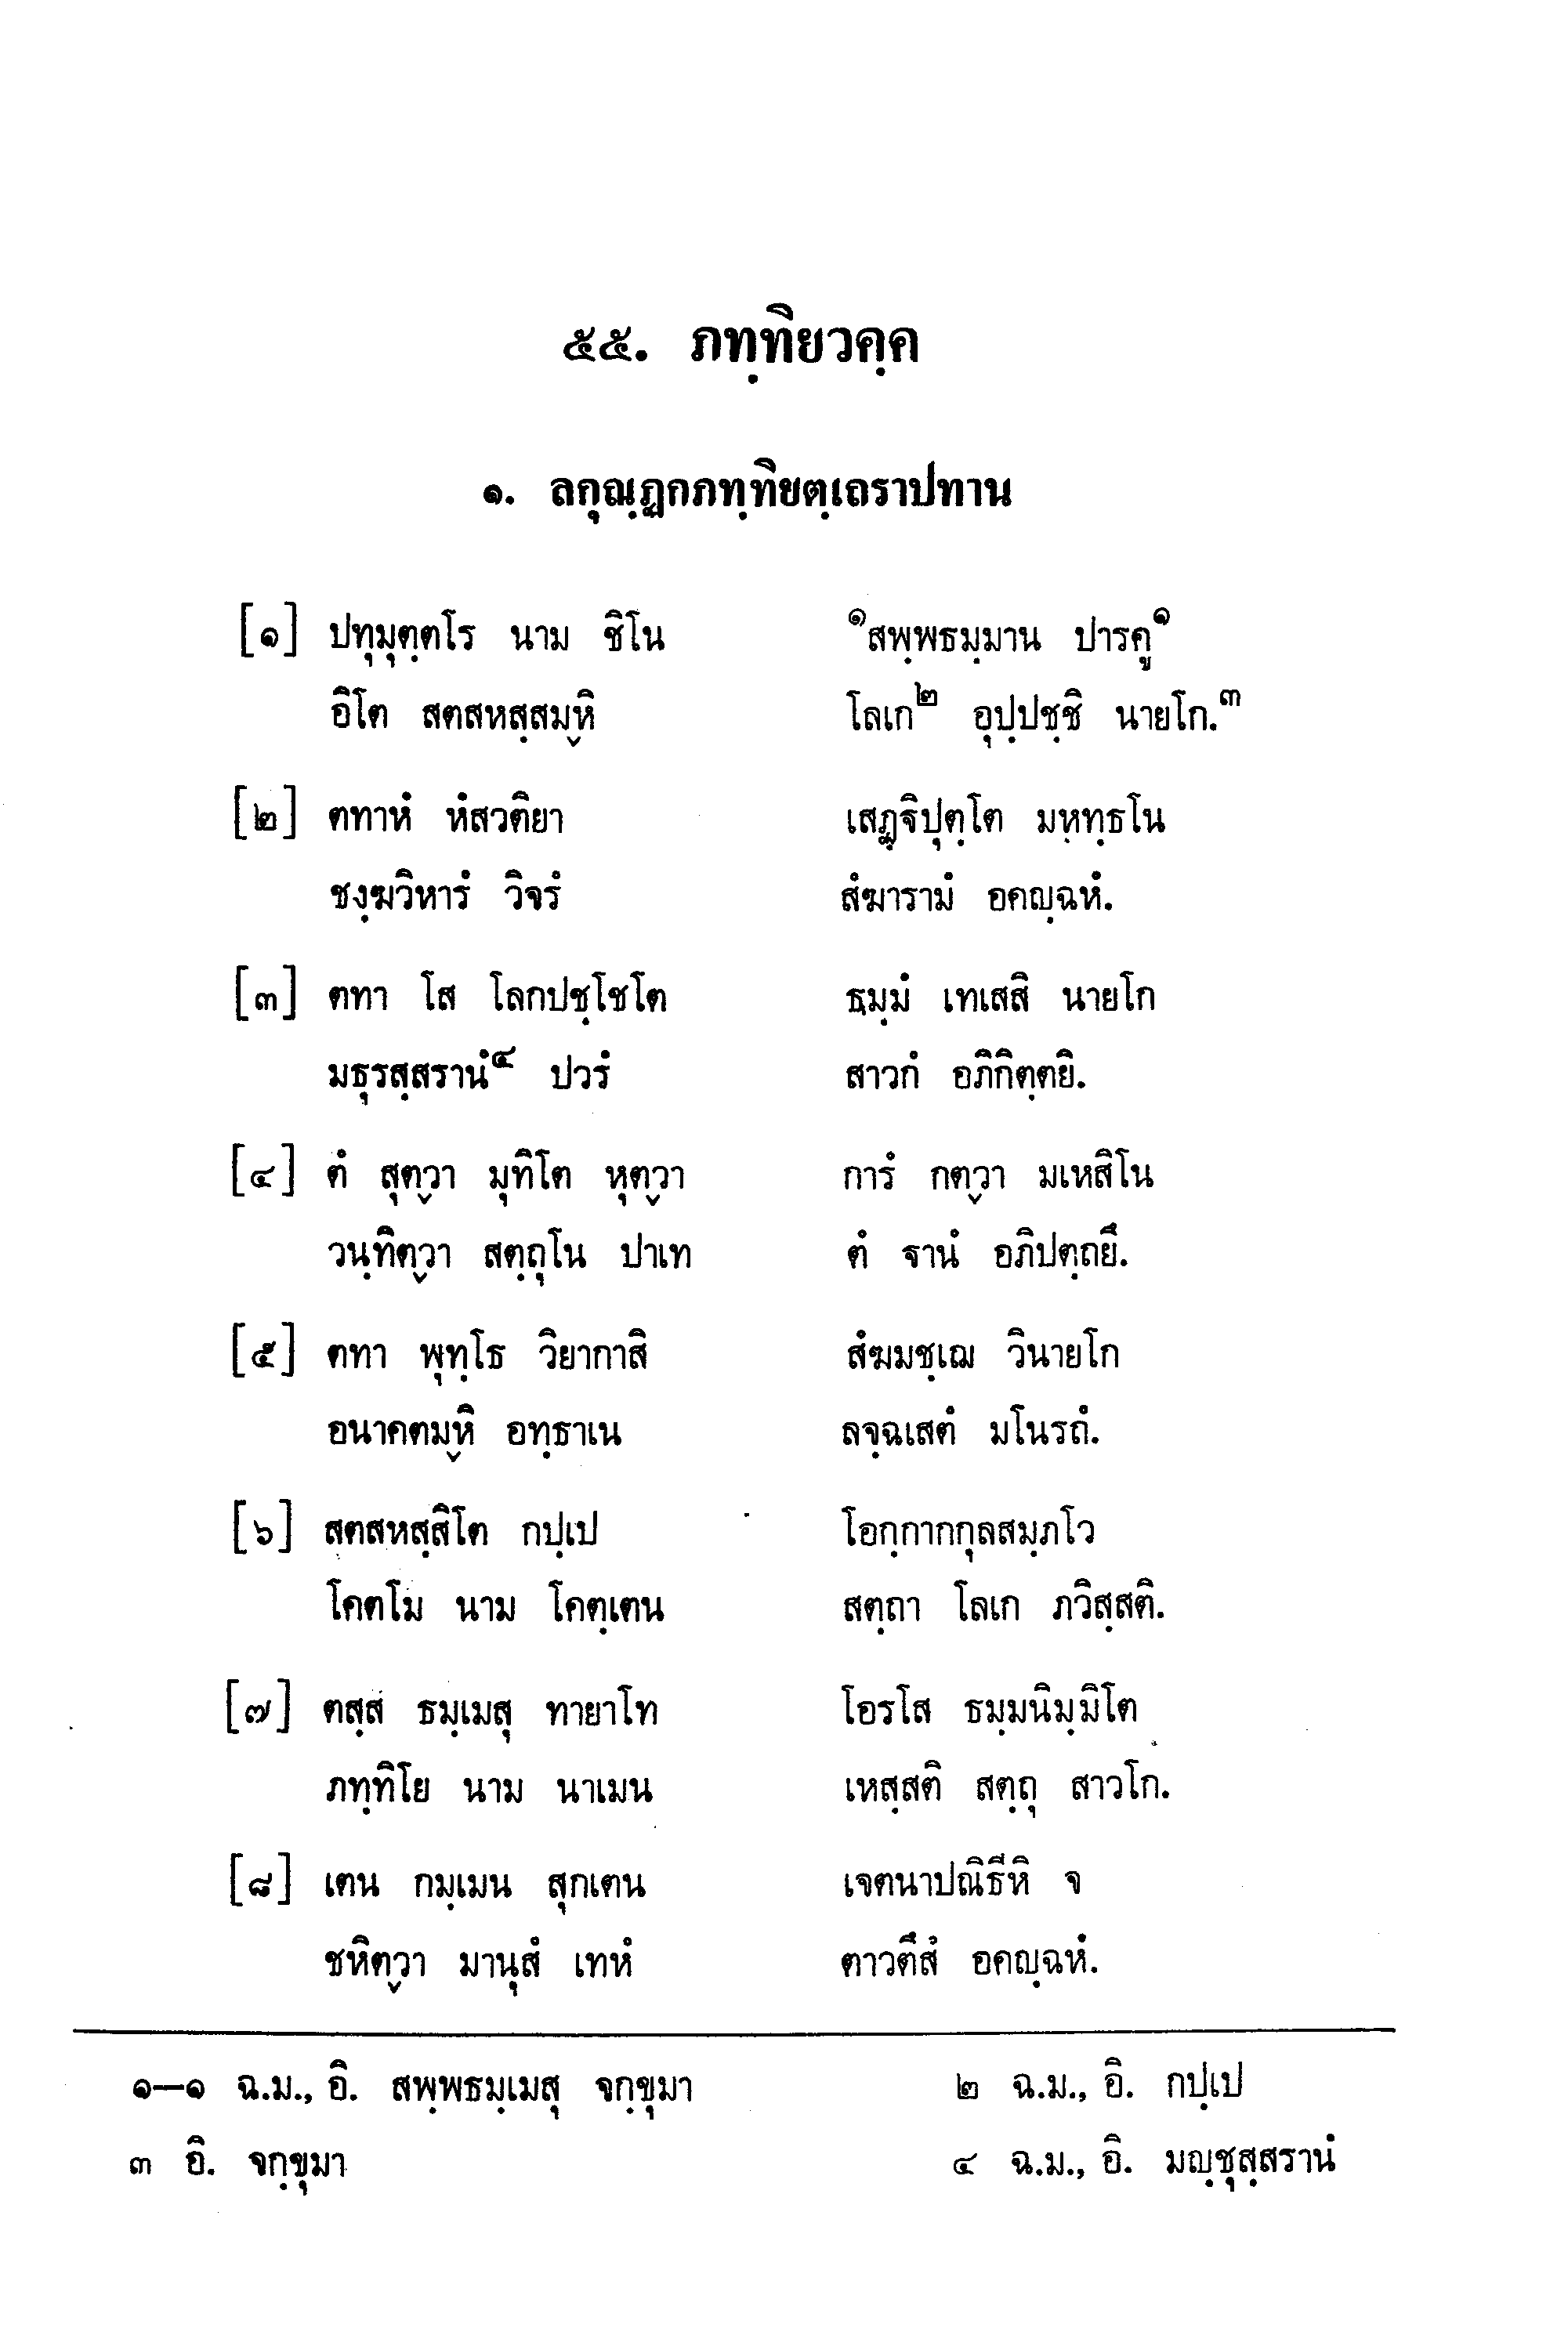 ๕๕. ภทฺทิยวคฺค
๑. ลกุณฺฏกภทฺทิยตฺเถราปทาน
[๑] ปทุมุตฺตโร นาม ชิโน ๑สพฺพธมฺมาน ปารคู๑
อิโต สตสหสฺสมฺหิ โลเก๒ อุปฺปชฺชิ นายโก.๓
[๒] ตทาหํ หํสวติยา เสฏฺฐิปุตฺโต มหทฺธโน
ชงฺฆวิหารํ วิจรํ สํฆารามํ อคญฺฉหํ.
[๓] ตทา โส โลกปชฺโชโต ธมฺมํ เทเสสิ นายโก
มธุรสฺสรานํ๔ ปวรํ สาวกํ อภิกิตฺตยิ.
[๔] ตํ สุตฺวา มุทิโต หุตฺวา การํ กตฺวา มเหสิโน
วนฺทิตฺวา สตฺถุโน ปาเท ตํ ฐานํ อภิปตฺถยึ.
[๕] ตทา พุทฺโธ วิยากาสิ สํฆมชฺเฌ วินายโก
อนาคตมฺหิ อทฺธาเน ลจฺฉเสตํ มโนรถํ.
[๖] สตสหสฺสิโต กปฺเป โอกฺกากกุลสมฺภโว
โคตโม นาม โคตฺเตน สตฺถา โลเก ภวิสฺสติ.
[๗] ตสฺส ธมฺเมสุ ทายาโท โอรโส ธมฺมนิมฺมิโต
ภทฺทิโย นาม นาเมน เหสฺสติ สตฺถุ สาวโก.
[๘] เตน กมฺเมน สุกเตน เจตนาปณิธีหิ จ
ชหิตฺวา มานุสํ เทหํ ตาวตึสํ อคญฺฉหํ.
๑—๑ ฉ.ม., อิ. สพฺพธมฺเมสุ จกฺขุมา ๒ ฉ.ม., อิ. กปฺเป
๓ อิ. จกฺขุมา ๔ ฉ.ม., อิ. มญฺชุสฺสรานํ